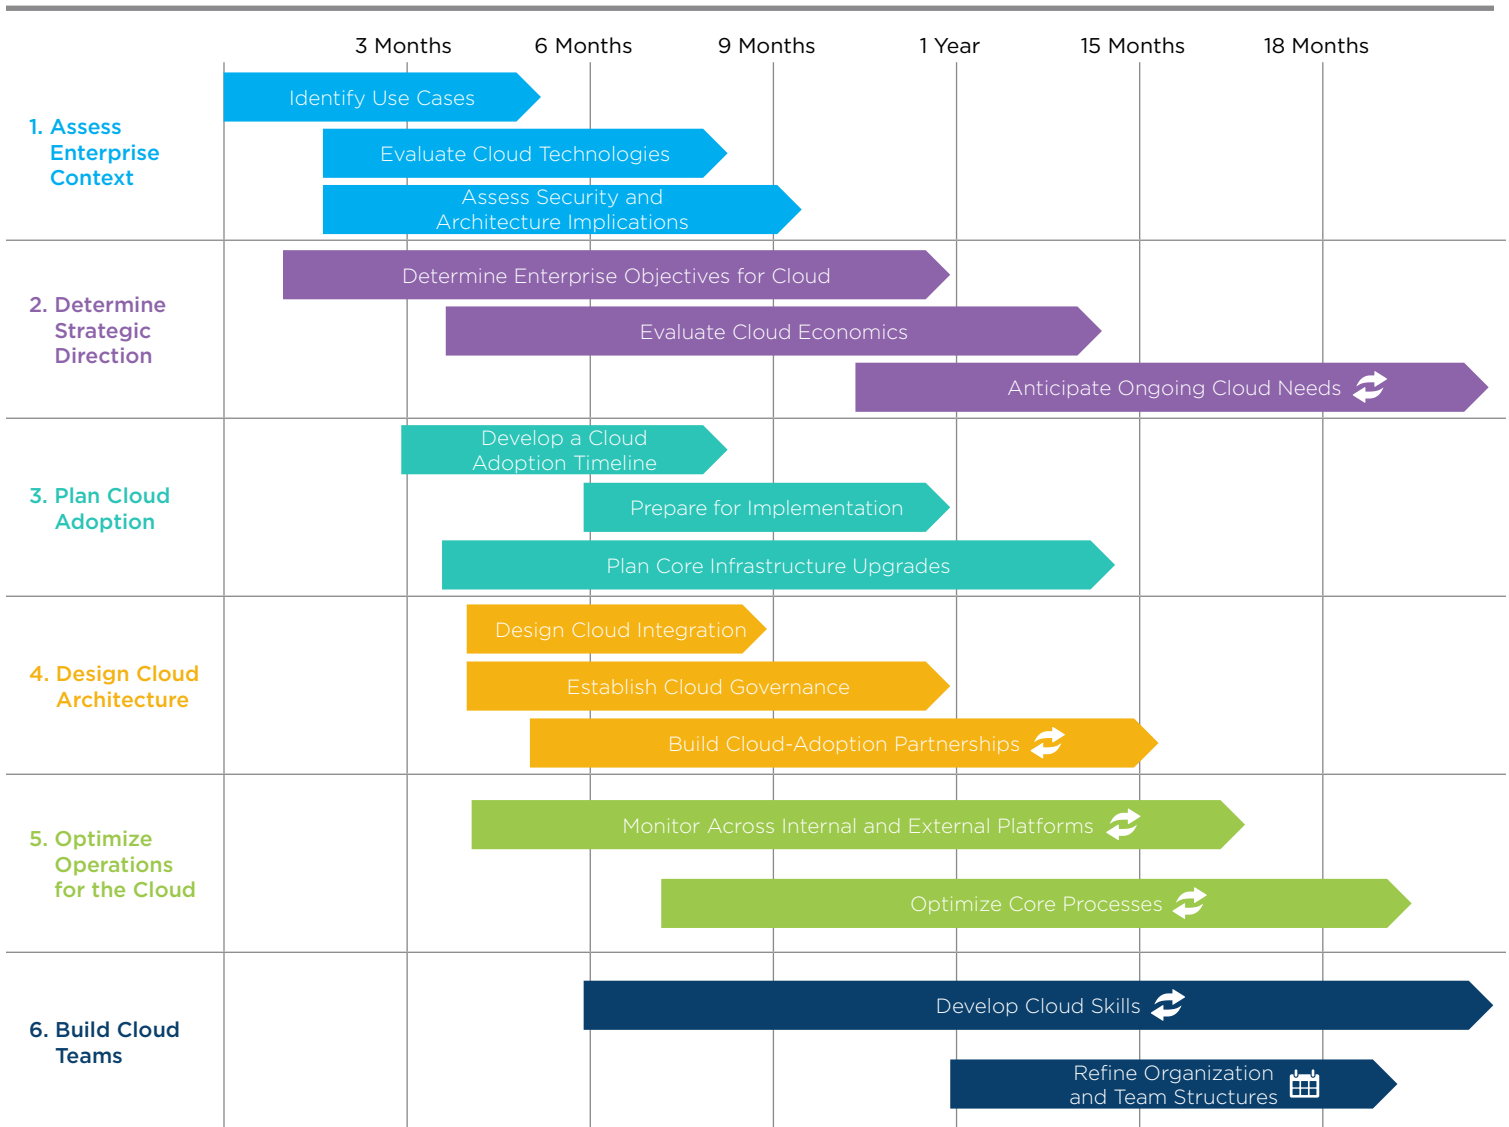 3 Months 6 Months 9 Months 1 Year 15 Months 18 Months
1. Assess
Enterprise
Context
Identify Use Cases
Evaluate Cloud Technologies
Assess Security and
Architecture Implications
2. Determine
Strategic
Direction
Determine Enterprise Objectives for Cloud
Evaluate Cloud Economics
Anticipate Ongoing Cloud Needs
3. Plan Cloud
Adoption
Develop a Cloud
Adoption Timeline
Prepare for Implementation
Plan Core Infrastructure Upgrades
4. Design Cloud
Architecture
Design Cloud Integration
Establish Cloud Governance
Build Cloud-Adoption Partnerships
5. Optimize
Operations
for the Cloud
Monitor Across Internal and External Platforms
Optimize Core Processes
6. Build Cloud
Teams
Develop Cloud Skills
Refine Organization
and Team Structures